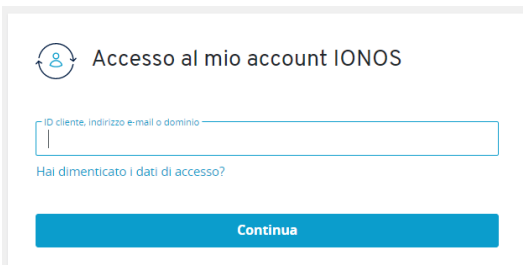 Accesso al mio account IONOS
ID cliente, indirizzo e-mail o dominio
Hai dimenticato i dati di accesso?
Continua